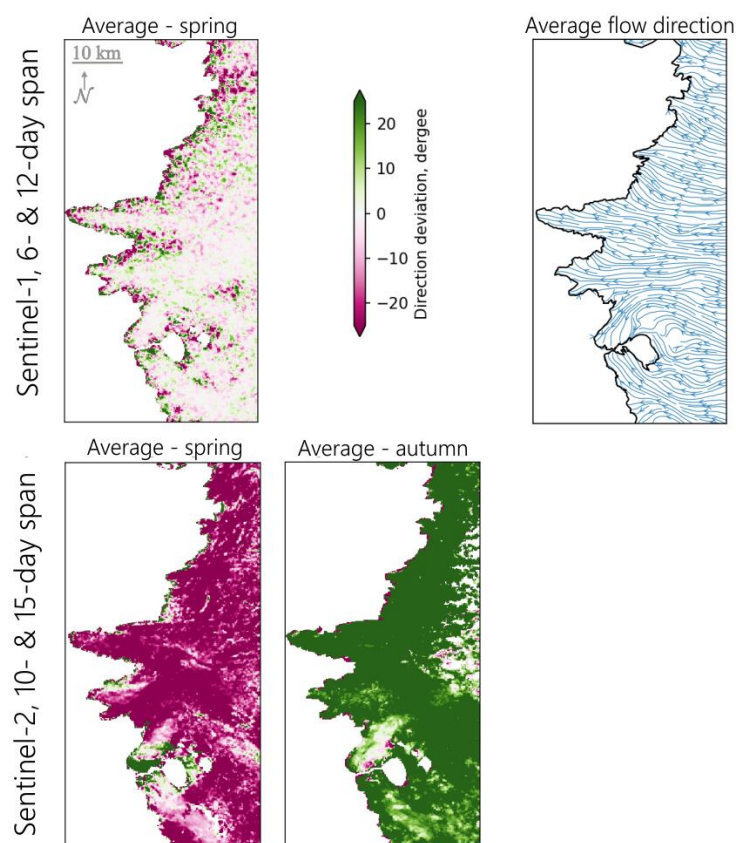 Average - spring
Average flow direction
10 km
N
Sentinel-1, 6- & 12-day span
20
10
0
−10
−20
Direction deviation, dergee
Average - spring
Average - autumn
Sentinel-2, 10- & 15-day span